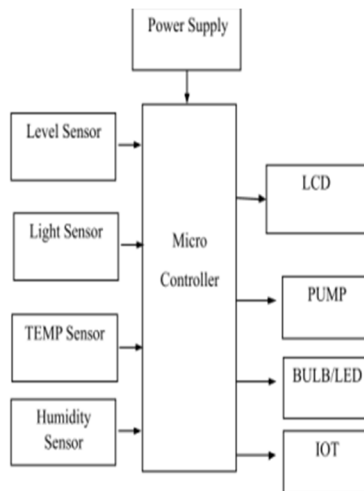 Power Supply
Level Sensor
Light Sensor
TEMP Sensor
Humidity
Sensor
Micro
Controller
LCD
PUMP
BULB/LED
IOT